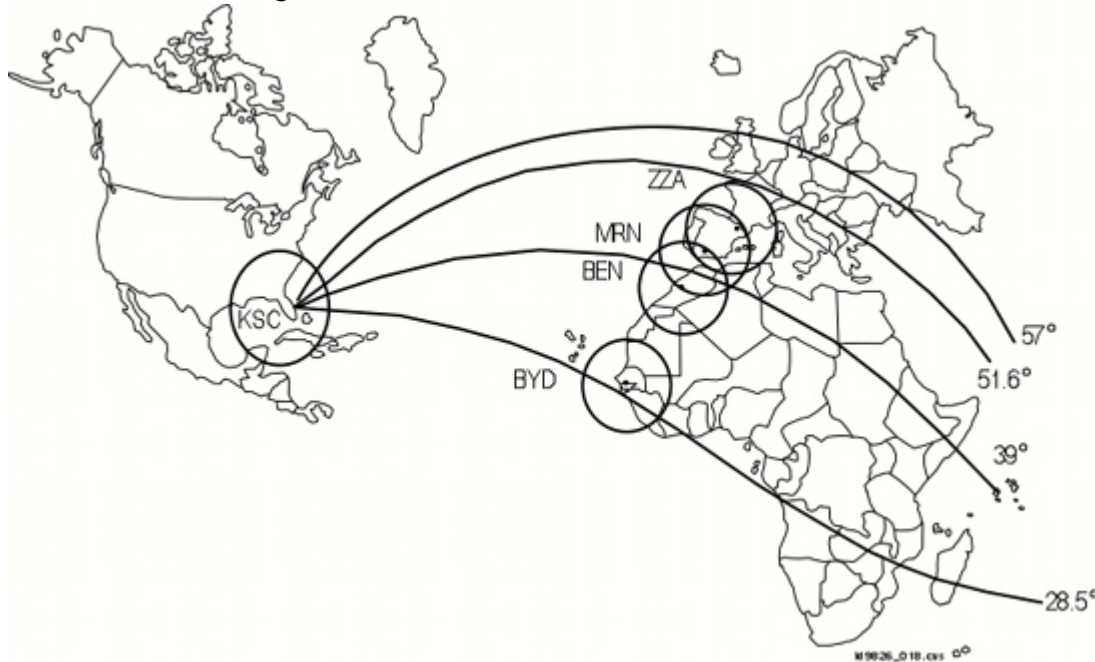 ZZA
MRN
BEN
KSC
57°
51.6°
BYD
39°
28.5°
M9826_018.cvs